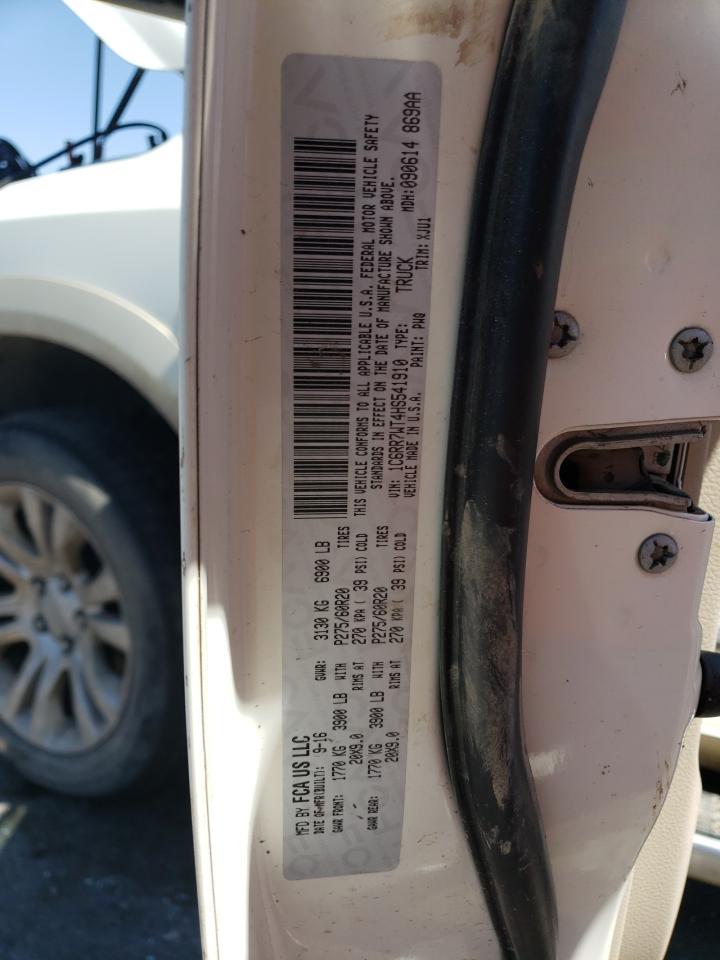 MFD BY FCA US LLC
DATE OF MFR(BUILT): 9-16 GVWR: 3130 KG 6900 LB
GAWR FRONT: 1770 KG 3900 LB WITH P275/60R20 TIRES
20X9.0 RIMS AT 270 KPA ( 39 PSI) COLD
GAWR REAR: 1770 KG 3900 LB WITH P275/60R20 TIRES
20X9.0 RIMS AT 270 KPA ( 39 PSI) COLD
THIS VEHICLE CONFORMS TO ALL APPLICABLE U.S.A. FEDERAL MOTOR VEHICLE SAFETY
STANDARDS IN EFFECT ON THE DATE OF MANUFACTURE SHOWN ABOVE.
VIN: 1C6RR7WT4HS541910 TYPE: TRUCK MDH:090614 869AA
VEHICLE MADE IN U.S.A. PAINT: PWQ TRIM: XJU1